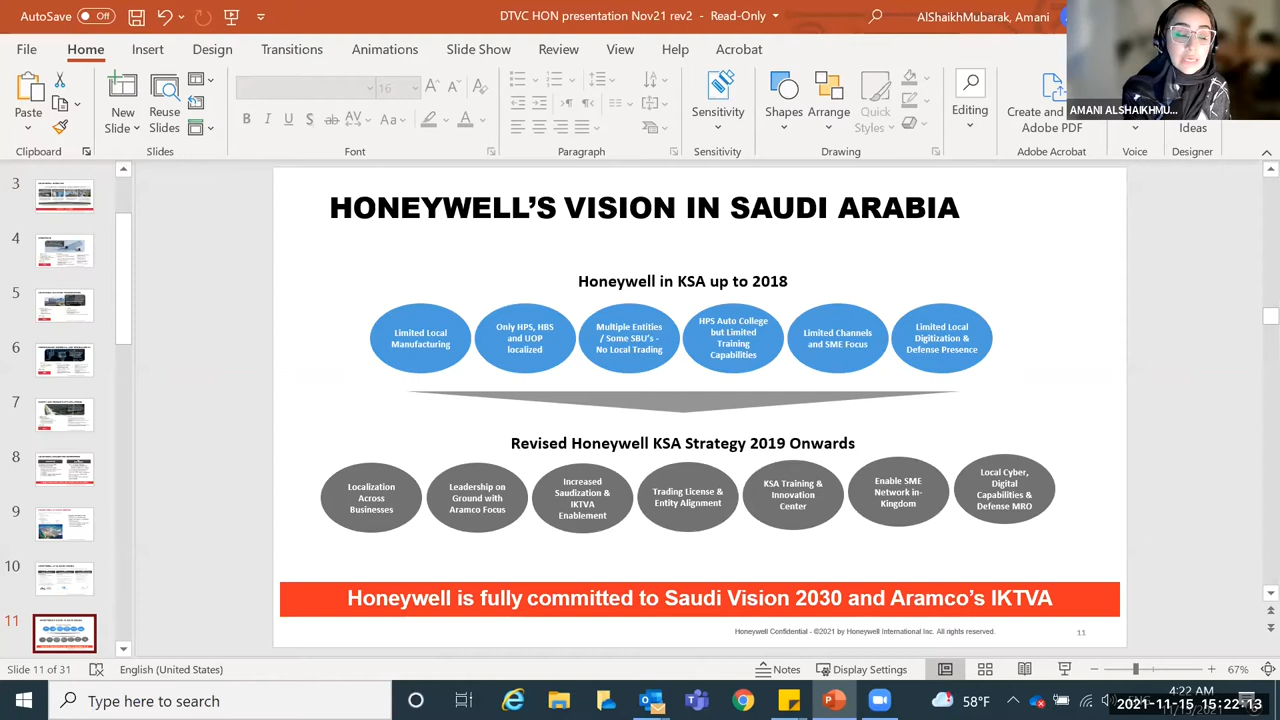 AutoSave Off DTVC HON presentation Nov21 rev2 - Read-Only AlShaikhMubarak, Amani
File Home Insert Design Transitions Animations Slide Show Review View Help Acrobat
16
Paste New Slide Reuse Slides Sensitivity Shapes Arrange Quick Styles Editing Create and Adobe PDF Ideas
B I U S ab AV Aa A
Clipboard Slides Font Paragraph Sensitivity Drawing Adobe Acrobat Voice Designer
AMANI ALSHAIKHMU...
4
7
8
10
11
HONEYWELL'S VISION IN SAUDI ARABIA
Honeywell in KSA up to 2018
Limited Local
Manufacturing
Only HPS, HBS
and UOP
localized
Multiple Entities
/ Some SBU's -
No Local Trading
HPS Auto College
but Limited
Training
Capabilities
Limited Channels
and SME Focus
Limited Local
Digitization &
Defense Presence
Revised Honeywell KSA Strategy 2019 Onwards
Localization
Across
Businesses
Leadership on
Ground with
Aramco Focus
Increased
Saudization &
IKTVA
Enablement
Trading License &
Entity Alignment
KSA Training &
Innovation
Center
Enable SME
Network in-
Kingdom
Local Cyber,
Digital
Capabilities &
Defense MRO
Honeywell is fully committed to Saudi Vision 2030 and Aramco's IKTVA
Honeywell Confidential - ©2021 by Honeywell International Inc. All rights reserved. 11
Slide 11 of 31 English (United States) Notes Display Settings 67%
Type here to search 58°F 4:22 AM
2021-11-15 15:22:13